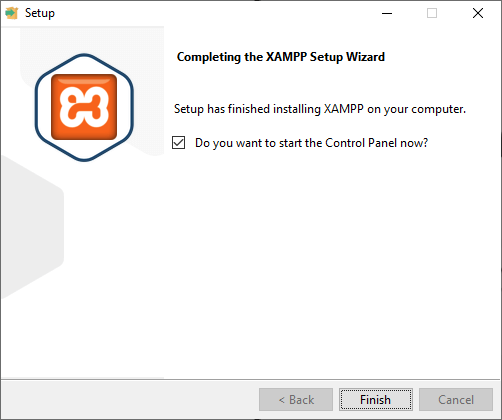 Setup
Completing the XAMPP Setup Wizard
Setup has finished installing XAMPP on your computer.
Do you want to start the Control Panel now?
< Back
Finish
Cancel